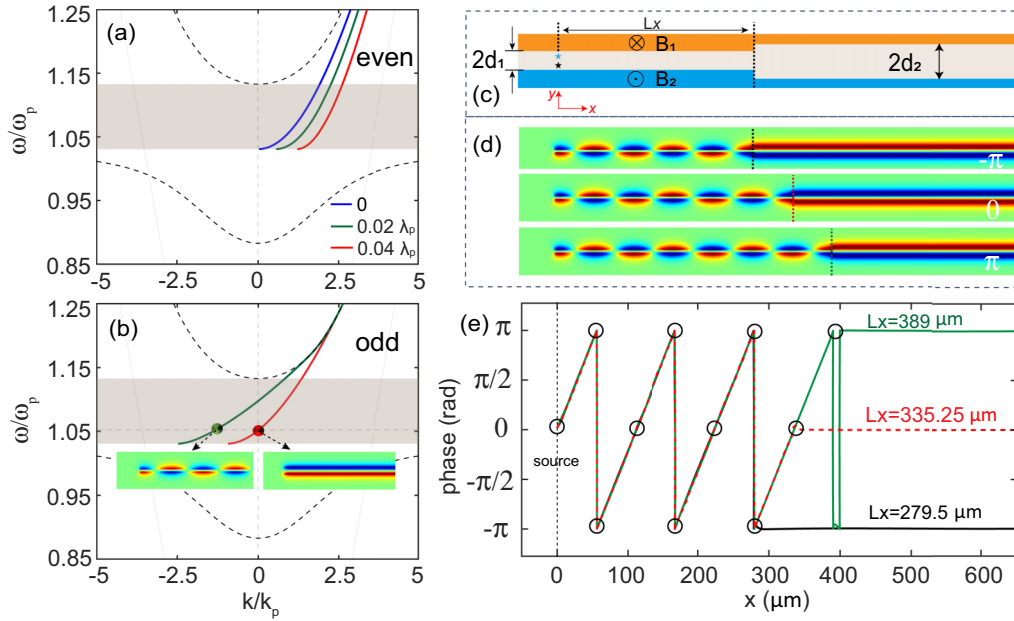 (a)
even
ω/ωp
1.25
1.15
1.05
0.95
0.85
0
0.02 λp
0.04 λp
-5
-2.5
0
2.5
5
(b)
odd
ω/ωp
1.25
1.15
1.05
0.95
0.85
-5
-2.5
0
2.5
5
k/kp
Lx
B₁
2d₁
B₂
2d₂
(c)
y
x
(d)
-π
0
π
(e)
π
π/2
0
-π/2
-π
phase (rad)
source
Lx=389 μm
Lx=335.25 μm
Lx=279.5 μm
0
100
200
300
400
500
600
x (μm)